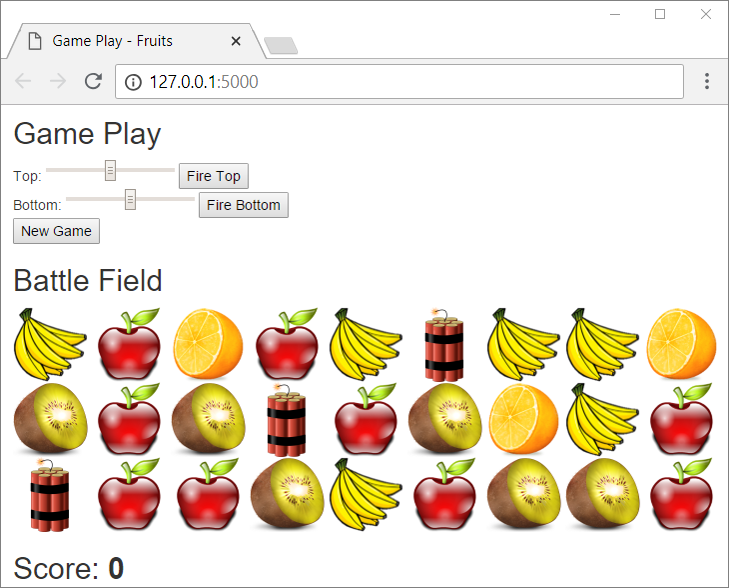 Game Play - Fruits
127.0.0.1:5000
Game Play
Top: Fire Top
Bottom: Fire Bottom
New Game
Battle Field
Score: 0